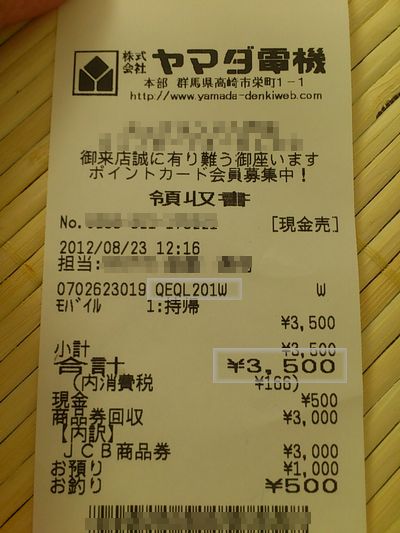 株式会社 ヤマダ電機
本部 群馬県高崎市栄町1-1
http://www.yamada-denkiweb.com
御来店誠に有り難う御座います
ポイントカード会員募集中!
領収書
No. [現金売]
2012/08/23 12:16
担当:
0702623019 QEQL201W W
モバイル 1:持帰
¥3,500
小計 ¥3,500
合計 ¥3,500
(内消費税 ¥166)
現金 ¥500
商品券回収 ¥3,000
【内訳】
JCB商品券 ¥3,000
お預り ¥1,000
お釣り ¥500